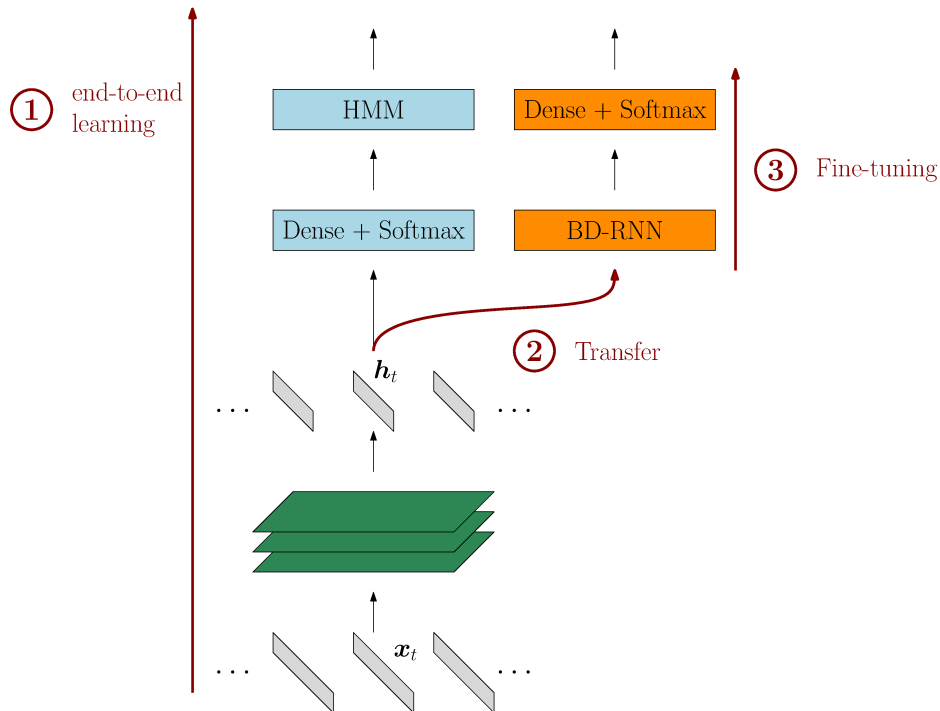 1
end-to-end
learning
HMM
Dense + Softmax
3
Fine-tuning
Dense + Softmax
BD-RNN
2
Transfer
h_t
... ...
x_t
... ...